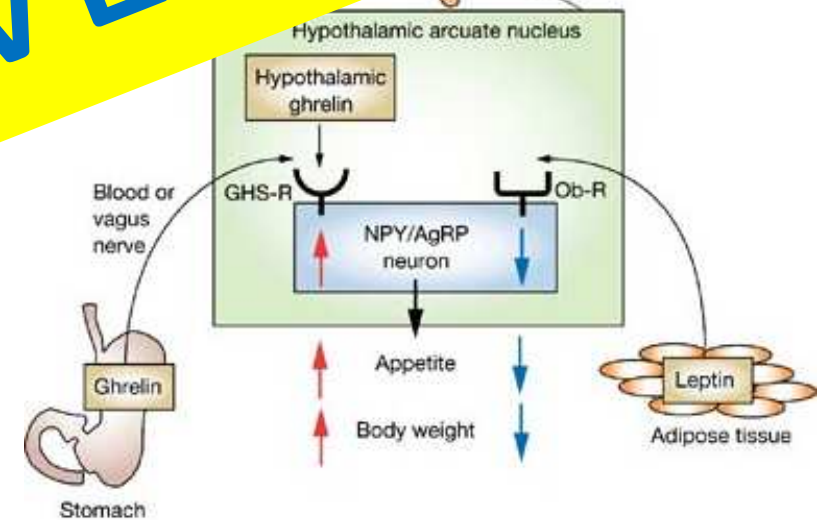 Hypothalamic arcuate nucleus
Hypothalamic
ghrelin
Blood or
vagus
nerve
GHS-R
Ob-R
NPY/AgRP
neuron
Appetite
Ghrelin
Leptin
Body weight
Adipose tissue
Stomach